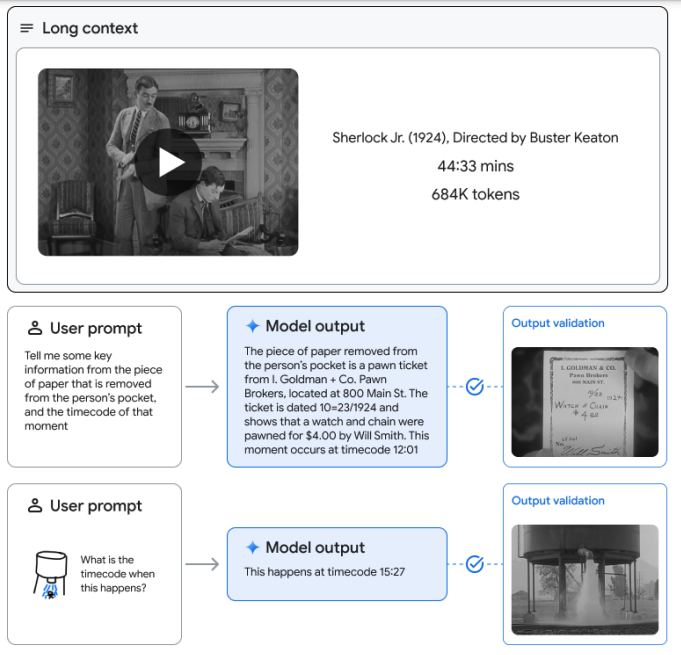 Long context
Sherlock Jr. (1924), Directed by Buster Keaton
44:33 mins
684K tokens
User prompt
Tell me some key
information from the piece
of paper that is removed
from the person's pocket,
and the timecode of that
moment
Model output
The piece of paper removed from
the person's pocket is a pawn ticket
from I. Goldman + Co. Pawn
Brokers, located at 800 Main St. The
ticket is dated 10=23/1924 and
shows that a watch and chain were
pawned for $4.00 by Will Smith. This
moment occurs at timecode 12:01
Output validation
I. GOLDMAN & CO.
Pawn Brokers
800 MAIN ST.
1924
WATCH & CHAIN
$4
No.
Will Smith
User prompt
What is the
timecode when
this happens?
Model output
This happens at timecode 15:27
Output validation